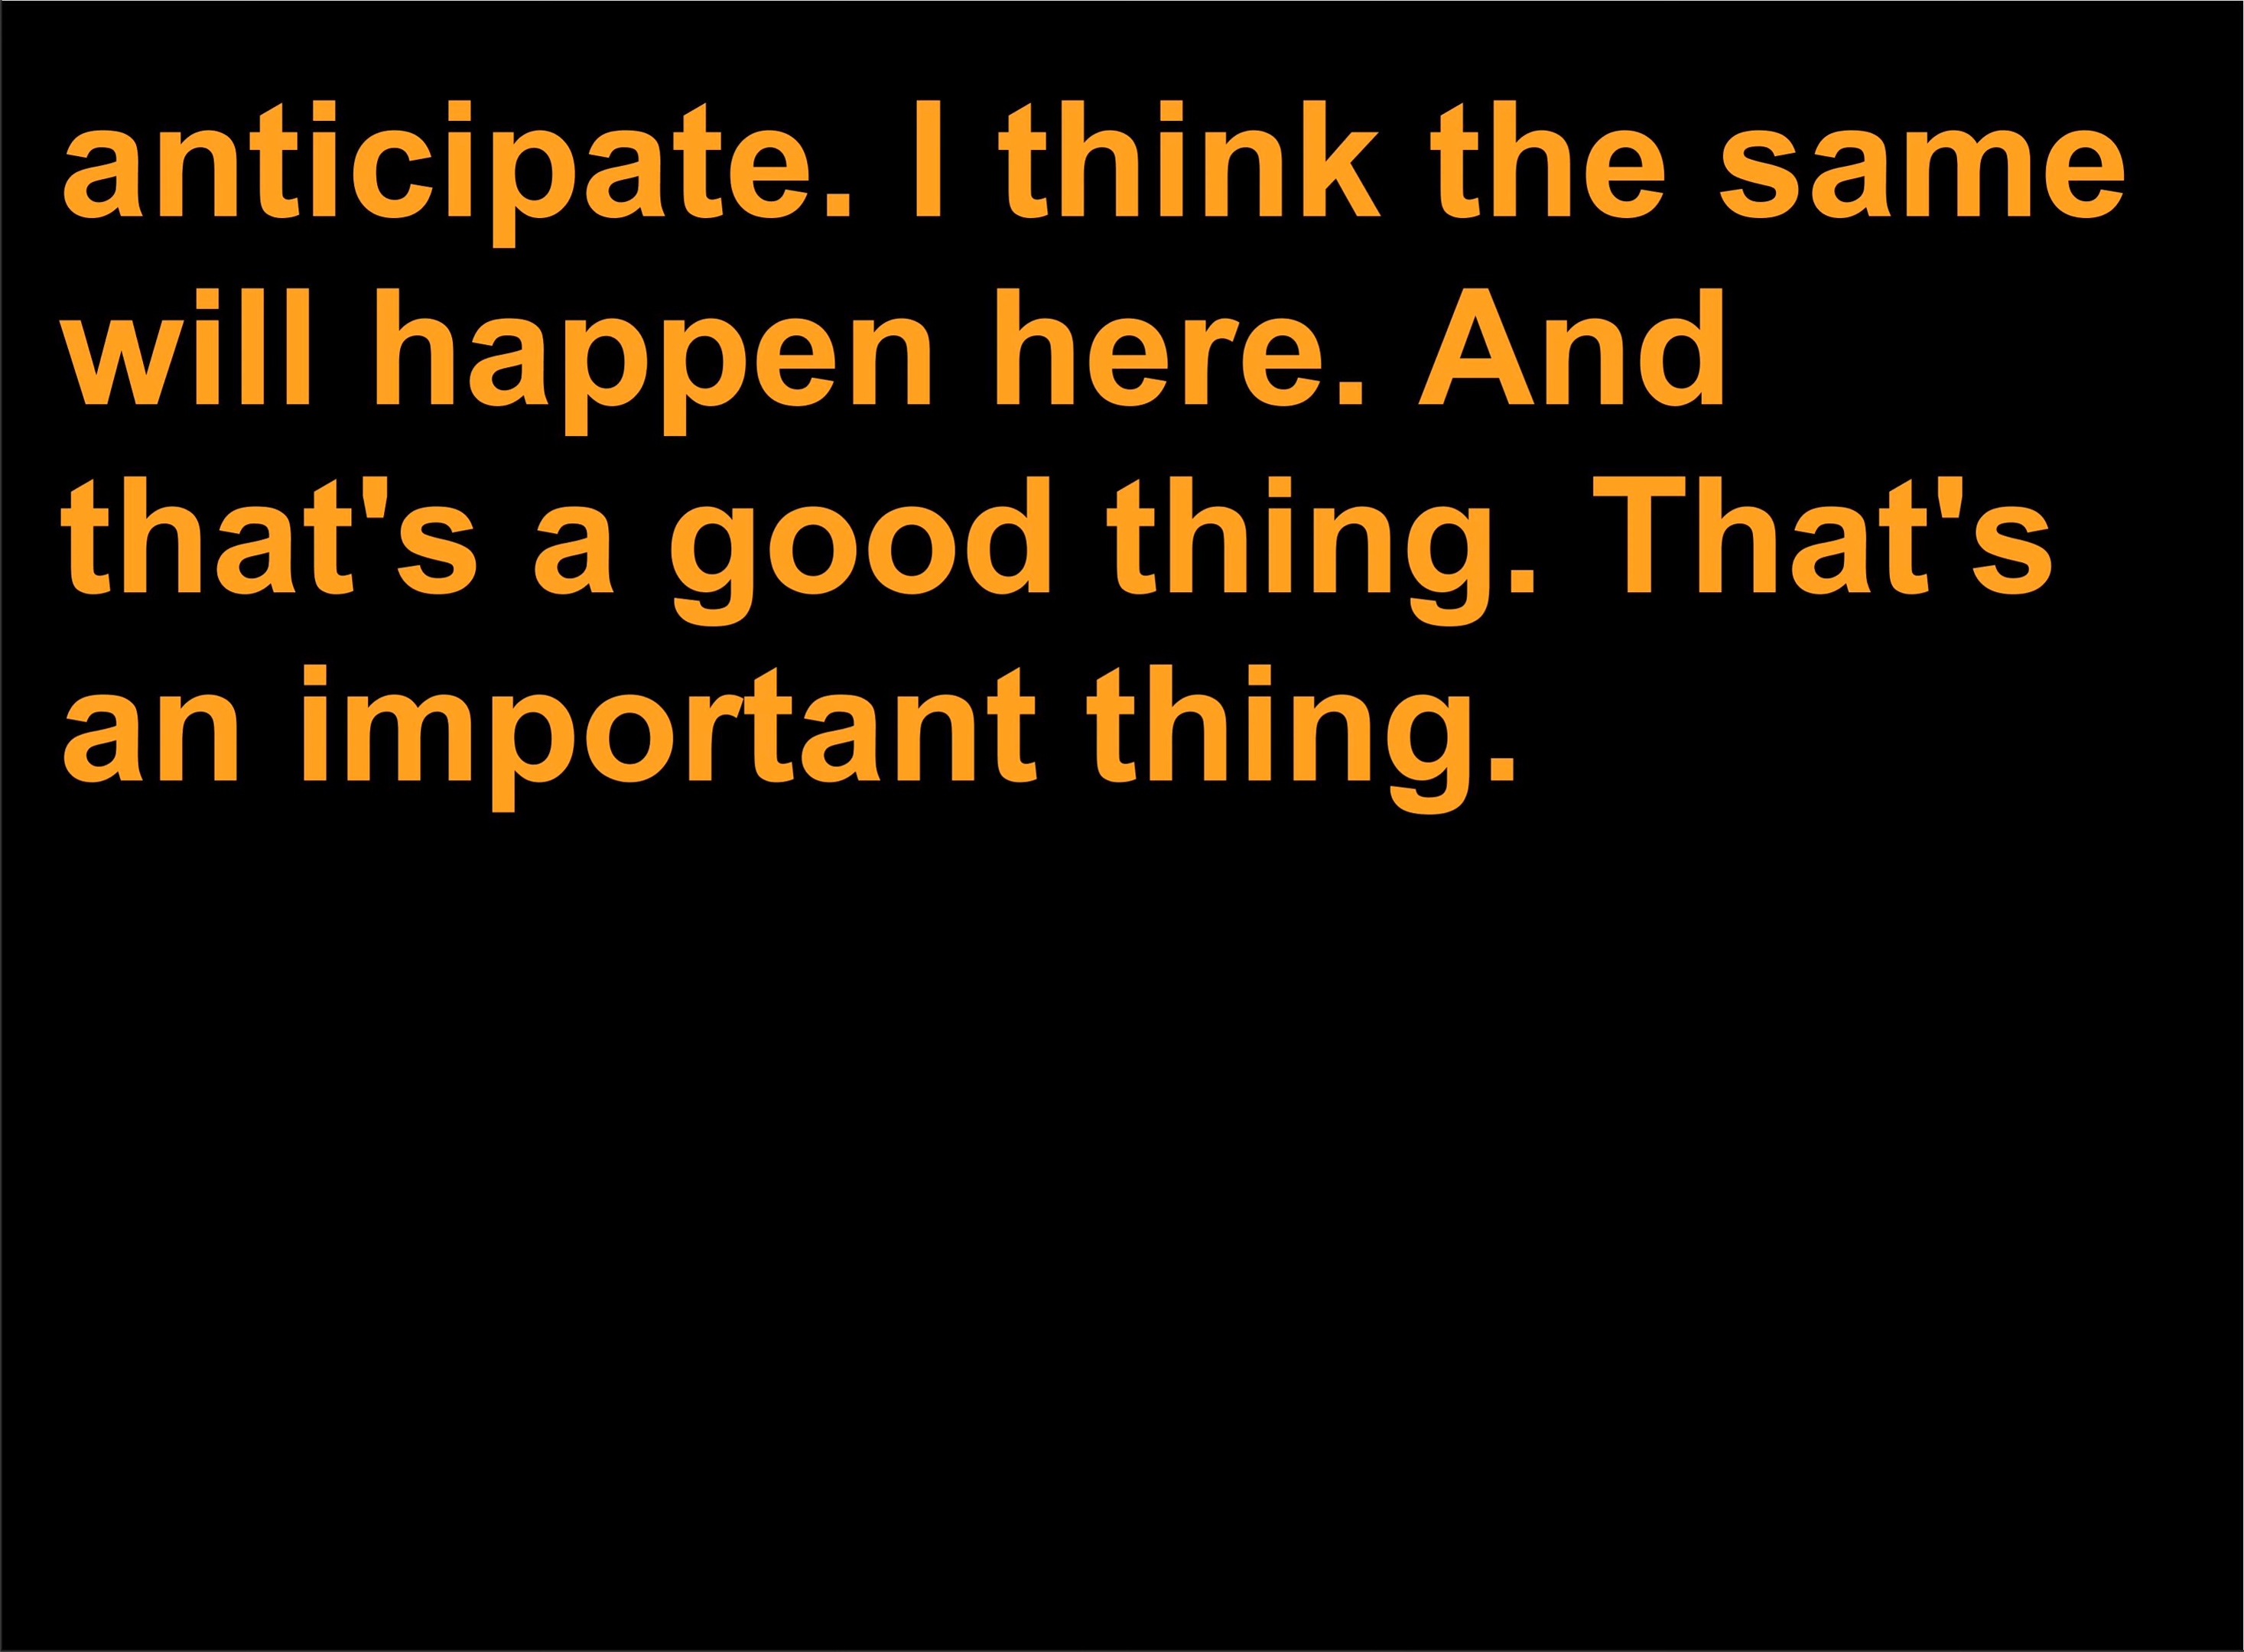 anticipate. I think the same
will happen here. And
that's a good thing. That's
an important thing.